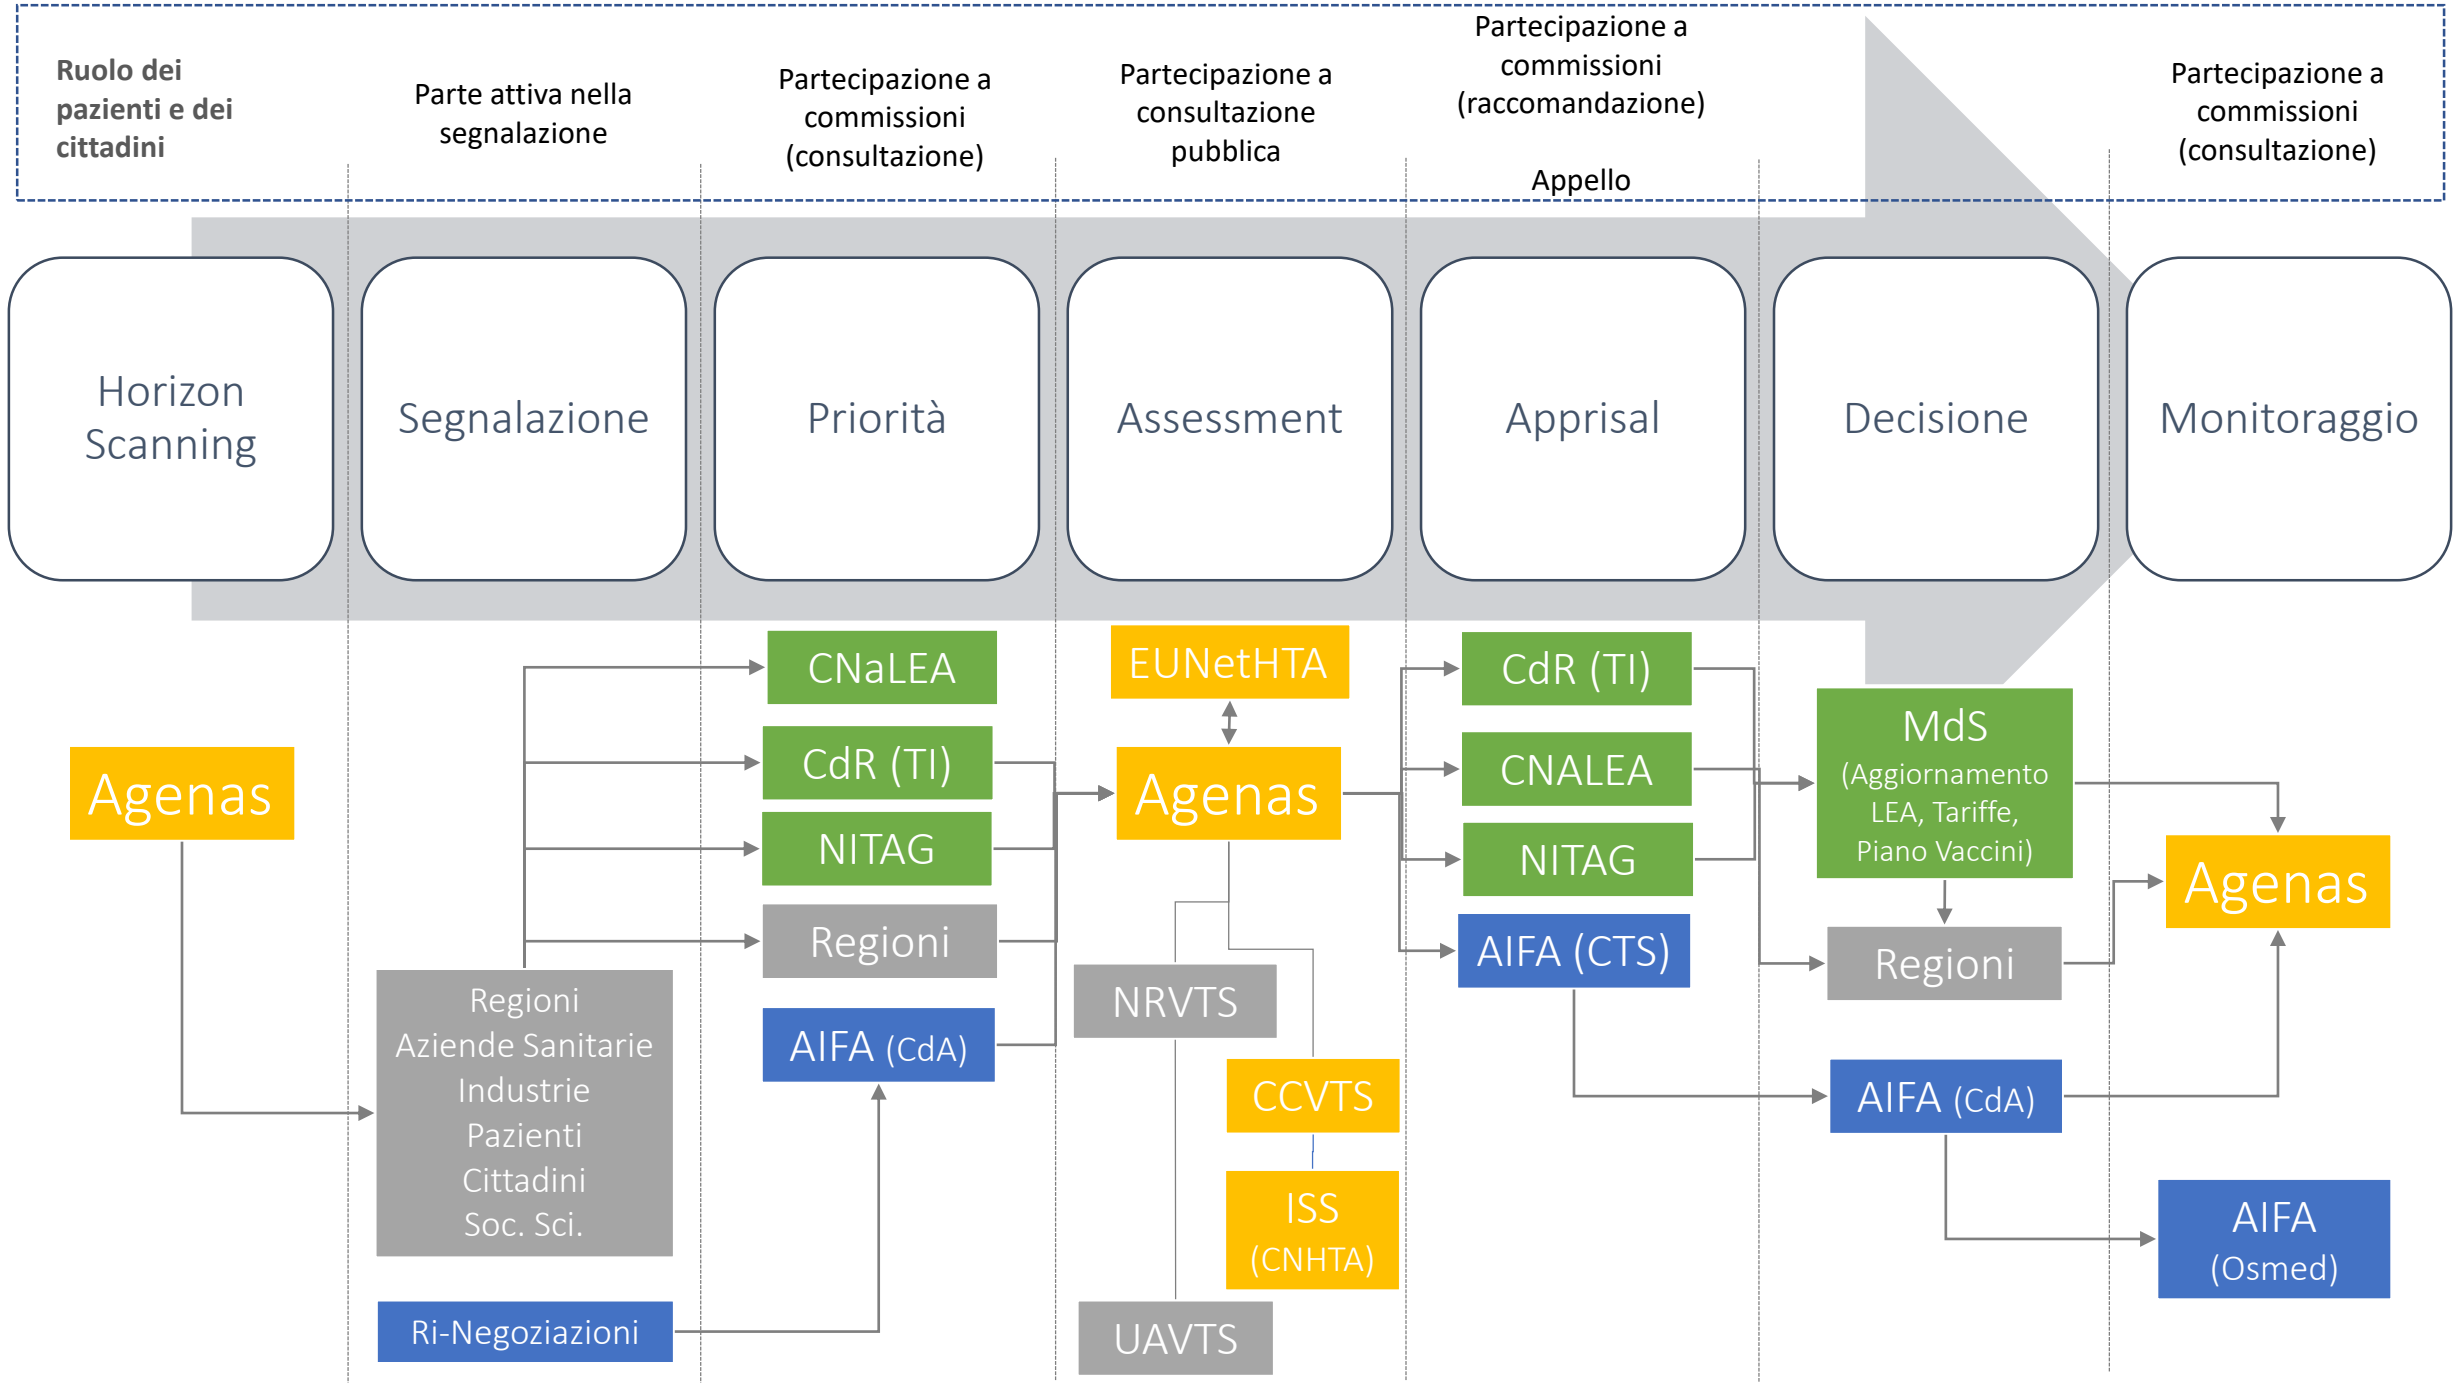 Ruolo dei
pazienti e dei
cittadini
Parte attiva nella
segnalazione
Partecipazione a
commissioni
(consultazione)
Partecipazione a
consultazione
pubblica
Partecipazione a
commissioni
(raccomandazione)
Appello
Partecipazione a
commissioni
(consultazione)
Horizon
Scanning
Segnalazione
Priorità
Assessment
Apprisal
Decisione
Monitoraggio
Agenas
Regioni
Aziende Sanitarie
Industrie
Pazienti
Cittadini
Soc. Sci.
Ri-Negoziazioni
CNaLEA
CdR (TI)
NITAG
Regioni
AIFA (CdA)
EUNetHTA
Agenas
NRVTS
CCVTS
ISS
(CNHTA)
UAVTS
CdR (TI)
CNALEA
NITAG
AIFA (CTS)
MdS
(Aggiornamento
LEA, Tariffe,
Piano Vaccini)
Regioni
AIFA (CdA)
Agenas
AIFA
(Osmed)